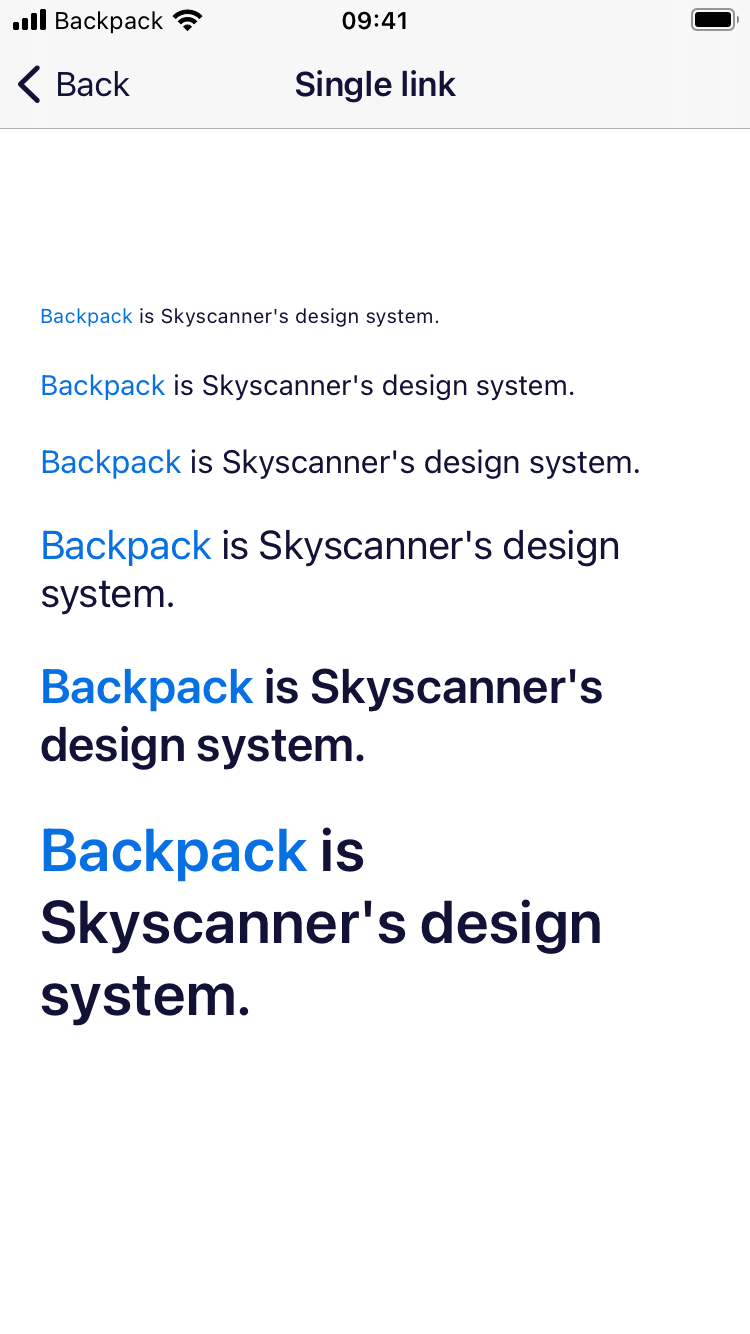 Backpack 09:41
Back Single link
Backpack is Skyscanner's design system.
Backpack is Skyscanner's design system.
Backpack is Skyscanner's design system.
Backpack is Skyscanner's design
system.
Backpack is Skyscanner's
design system.
Backpack is
Skyscanner's design
system.